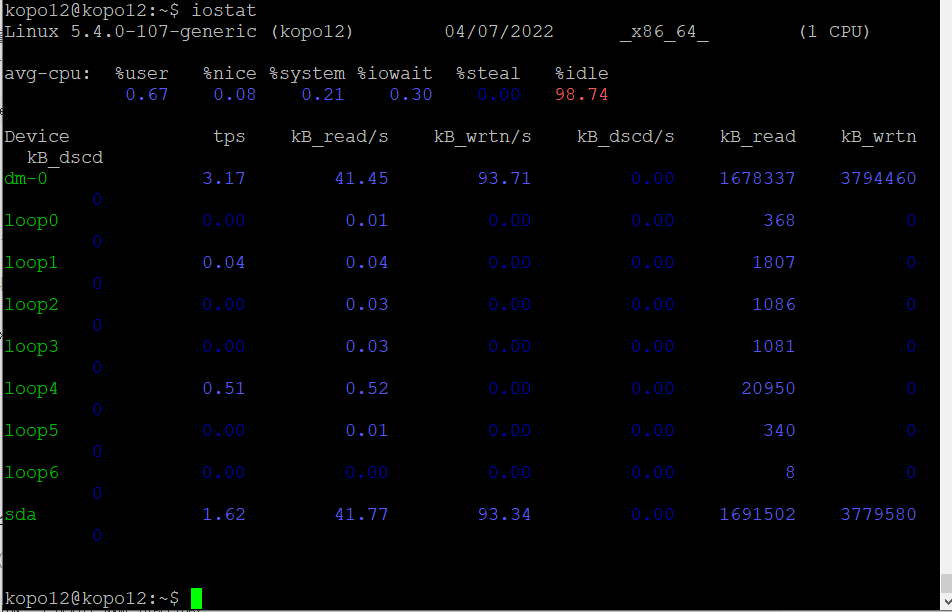 kopo12@kopo12:~$ iostat
Linux 5.4.0-107-generic (kopo12) 04/07/2022 _x86_64_ (1 CPU)
avg-cpu: %user %nice %system %iowait %steal %idle
0.67 0.08 0.21 0.30 0.00 98.74
Device tps kB_read/s kB_wrtn/s kB_dscd/s kB_read kB_wrtn
kB_dscd
dm-0 3.17 41.45 93.71 0.00 1678337 3794460
0
loop0 0.00 0.01 0.00 0.00 368 0
0
loop1 0.04 0.04 0.00 0.00 1807 0
0
loop2 0.00 0.03 0.00 0.00 1086 0
0
loop3 0.00 0.03 0.00 0.00 1081 0
0
loop4 0.51 0.52 0.00 0.00 20950 0
0
loop5 0.00 0.01 0.00 0.00 340 0
0
loop6 0.00 0.00 0.00 0.00 8 0
0
sda 1.62 41.77 93.34 0.00 1691502 3779580
0
kopo12@kopo12:~$